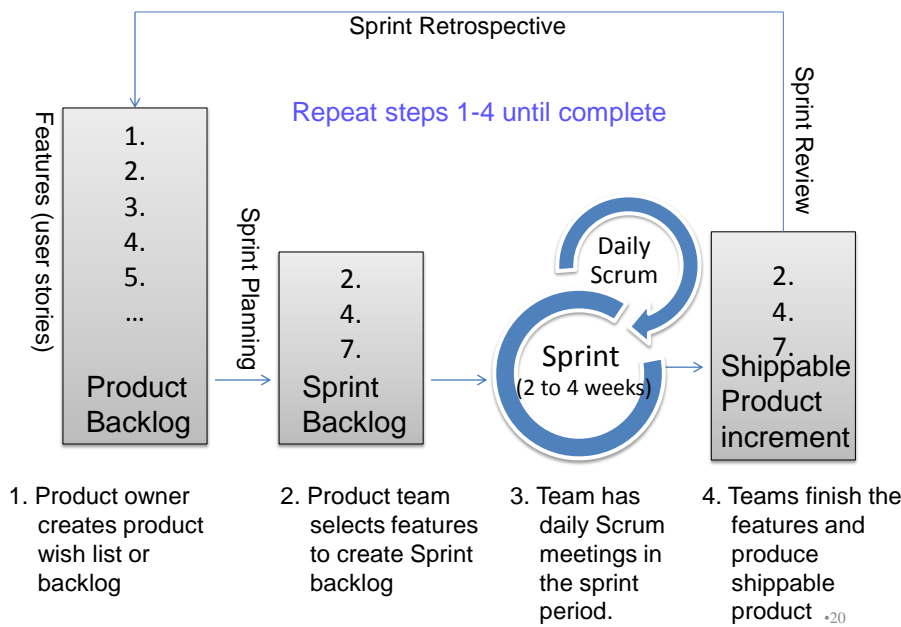 Sprint Retrospective
Repeat steps 1-4 until complete
Sprint Review
Features (user stories)
1.
2.
3.
4.
5.
...
Product
Backlog
Sprint Planning
2.
4.
7.
Sprint
Backlog
Daily
Scrum
Sprint
(2 to 4 weeks)
2.
4.
7.
Shippable
Product
increment
1. Product owner
creates product
wish list or
backlog
2. Product team
selects features
to create Sprint
backlog
3. Team has
daily Scrum
meetings in
the sprint
period.
4. Teams finish the
features and
produce
shippable
product
•20